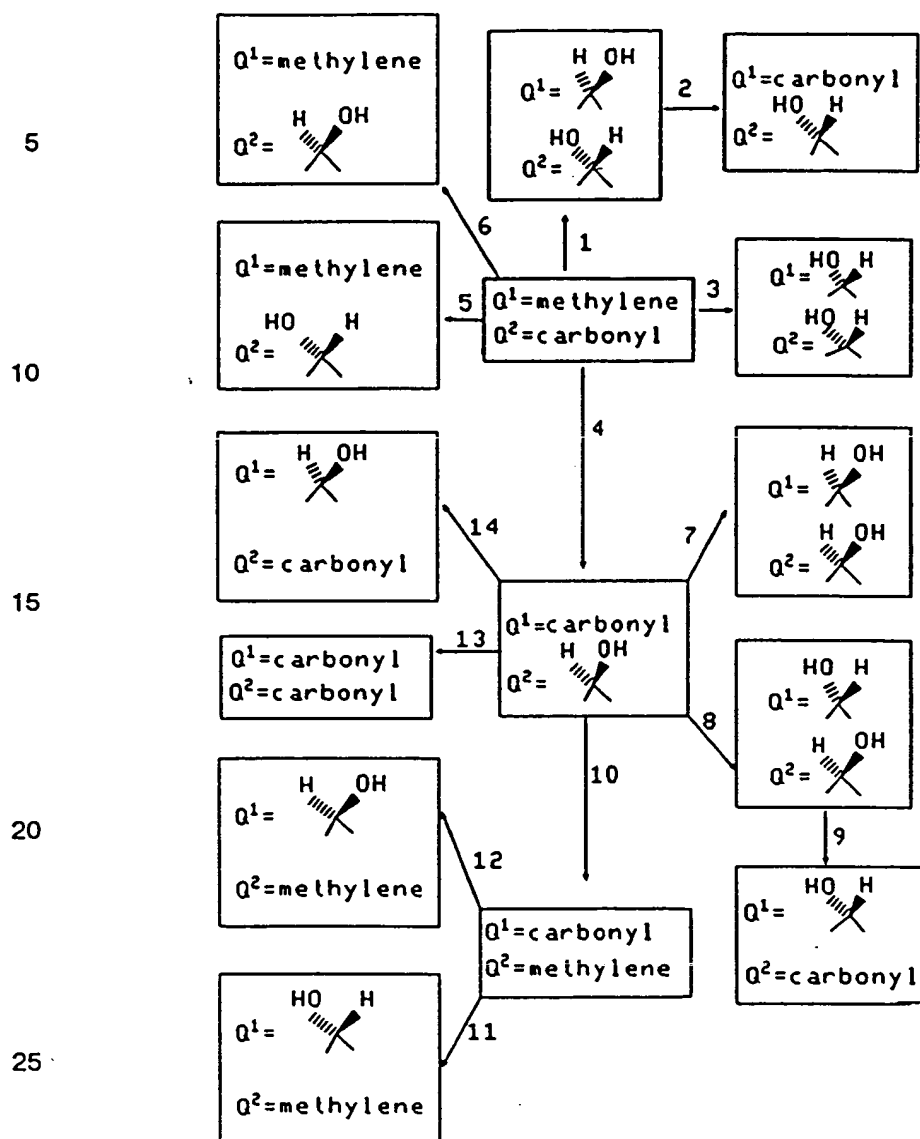 5
10
15
20
25
Q¹=methylene
H OH
Q²=
H OH
Q¹=
HO H
Q²=
2
Q¹=carbonyl
HO H
Q²=
6
1
Q¹=methylene
HO H
Q²=
5
Q¹=methylene
Q²=carbonyl
3
HO H
Q¹=
HO H
Q²=
4
H OH
Q¹=
Q²=carbonyl
14
7
H OH
Q¹=
H OH
Q²=
Q¹=carbonyl
H OH
Q²=
13
Q¹=carbonyl
Q²=carbonyl
8
HO H
Q¹=
H OH
Q²=
10
9
H OH
Q¹=
Q²=methylene
12
Q¹=carbonyl
Q²=methylene
HO H
Q¹=
Q²=carbonyl
11
HO H
Q¹=
Q²=methylene